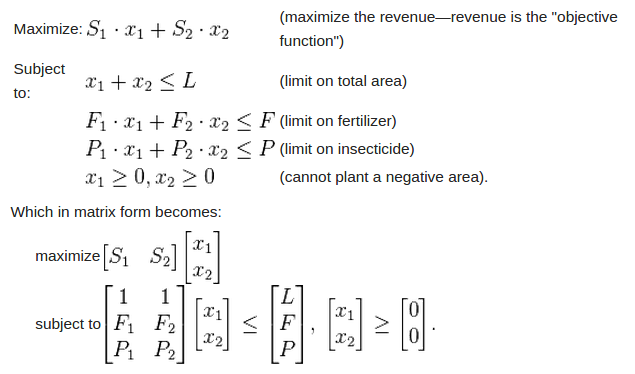 Maximize: S₁ · x₁ + S₂ · x₂ (maximize the revenue—revenue is the "objective
function")
Subject
to: x₁ + x₂ ≤ L (limit on total area)
F₁ · x₁ + F₂ · x₂ ≤ F (limit on fertilizer)
P₁ · x₁ + P₂ · x₂ ≤ P (limit on insecticide)
x₁ ≥ 0, x₂ ≥ 0 (cannot plant a negative area).
Which in matrix form becomes:
maximize [S₁ S₂] [x₁; x₂]
subject to [1 1; F₁ F₂; P₁ P₂] [x₁; x₂] ≤ [L; F; P], [x₁; x₂] ≥ [0; 0].